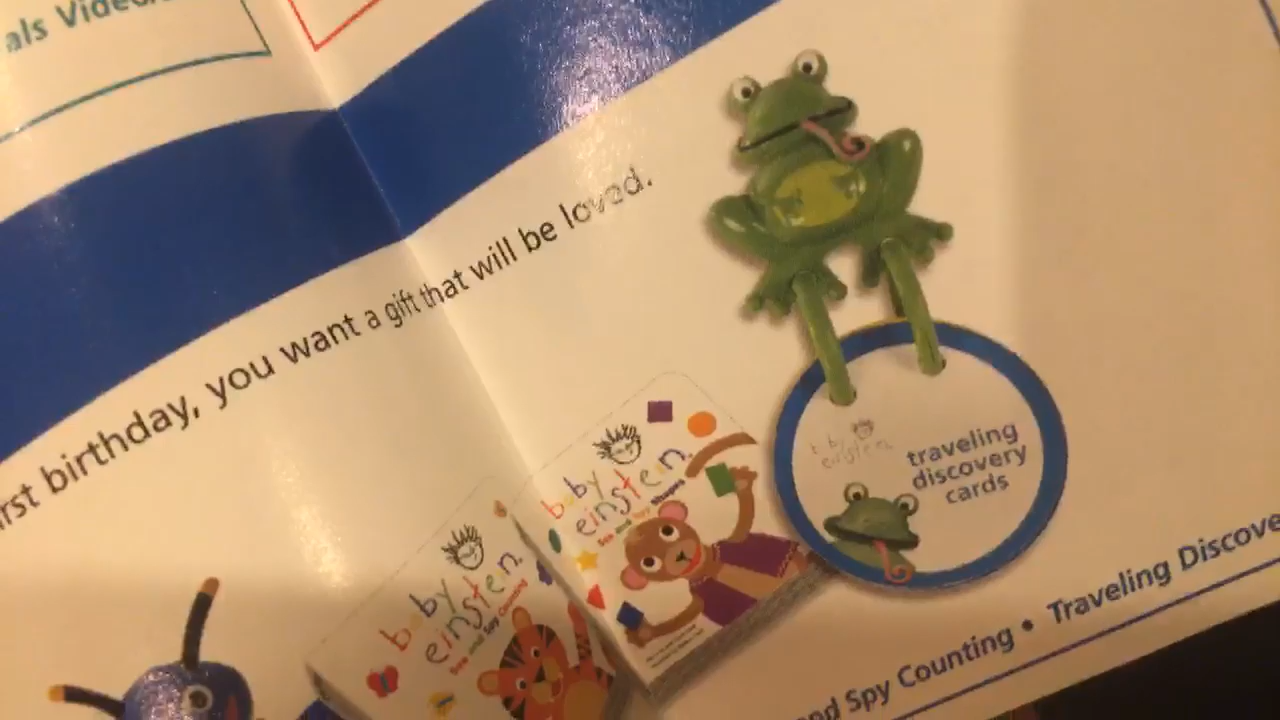 als Video
rst birthday, you want a gift that will be loved.
baby
einstein
See and Spy Shapes
baby
einstein
See and Spy Counting
baby
einstein
traveling
discovery
cards
and Spy Counting • Traveling Discove